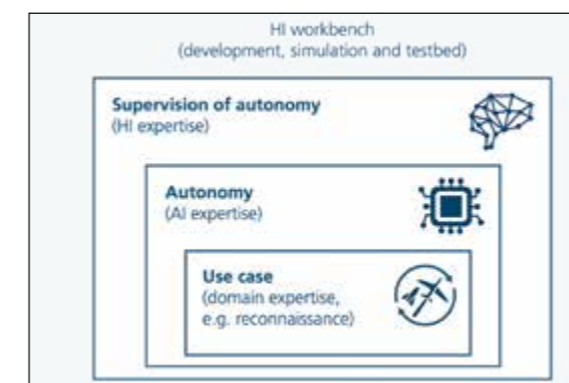 HI workbench
(development, simulation and testbed)
Supervision of autonomy
(HI expertise)
Autonomy
(AI expertise)
Use case
(domain expertise,
e.g. reconnaissance)